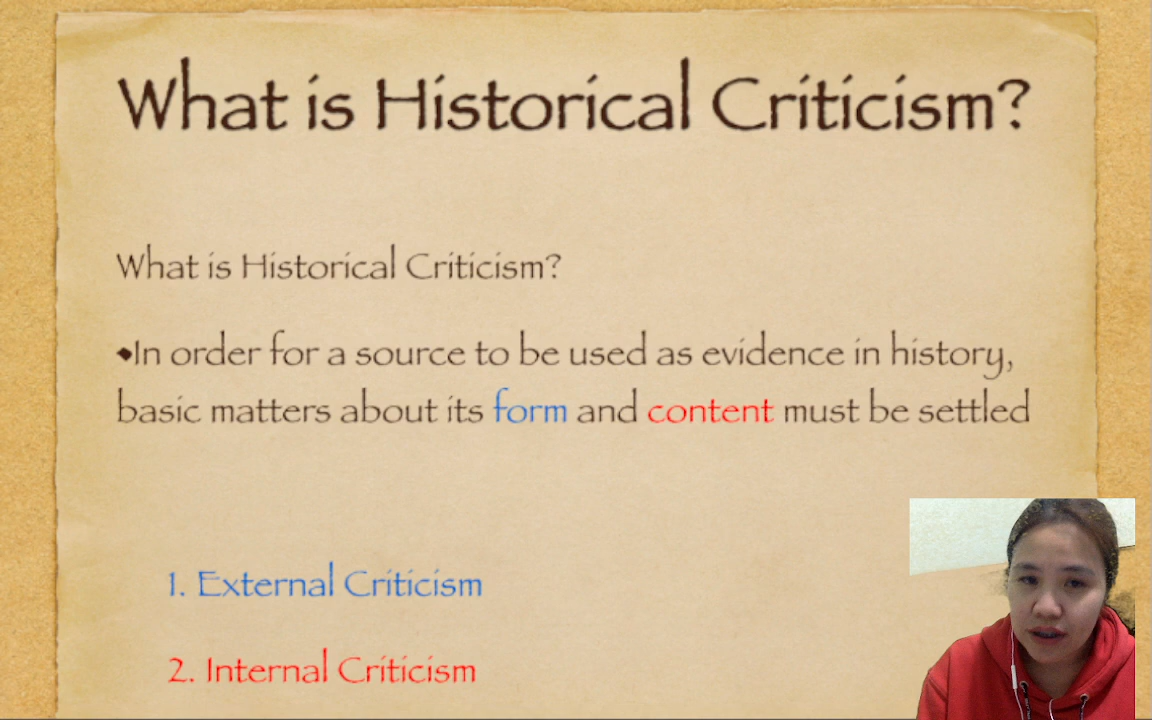 What is Historical Criticism?
What is Historical Criticism?
•In order for a source to be used as evidence in history,
basic matters about its form and content must be settled
1. External Criticism
2. Internal Criticism